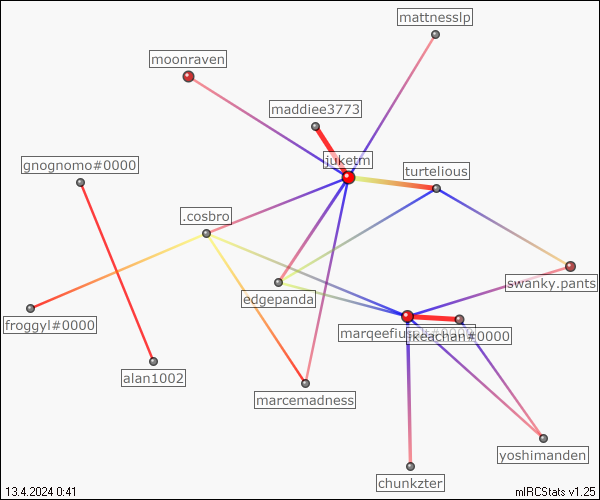 mattnesslp
moonraven
maddiee3773
juketm
gnognomo#0000
turtelious
.cosbro
swanky.pants
edgepanda
froggyl#0000
ikeachan#0000
alan1002
marcemadness
yoshimanden
chunkzter
13.4.2024 0:41
mIRCStats v1.25